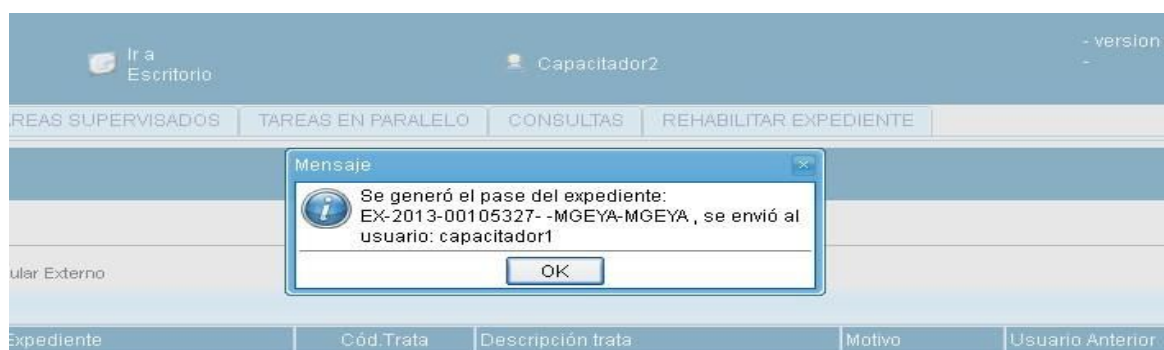 Ir a
Escritorio
Capacitador2
- version
-
AREAS SUPERVISADOS TAREAS EN PARALELO CONSULTAS REHABILITAR EXPEDIENTE
Mensaje
Se generó el pase del expediente:
EX-2013-00105327- -MGEYA-MGEYA , se envió al
usuario: capacitador1
OK
ular Externo
Expediente Cód.Trata Descripción trata Motivo Usuario Anterior